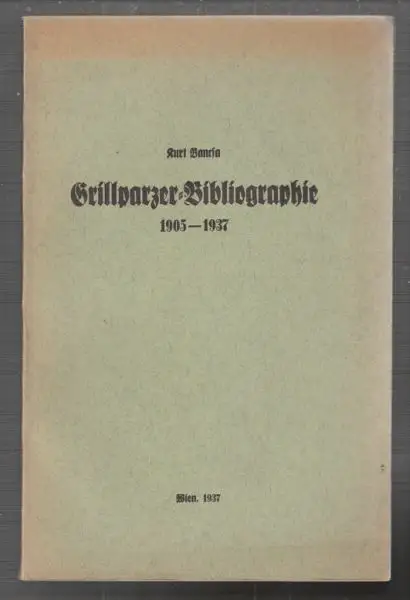 Kurt Vancsa
Grillparzer-Bibliographie
1905—1937
Wien, 1937